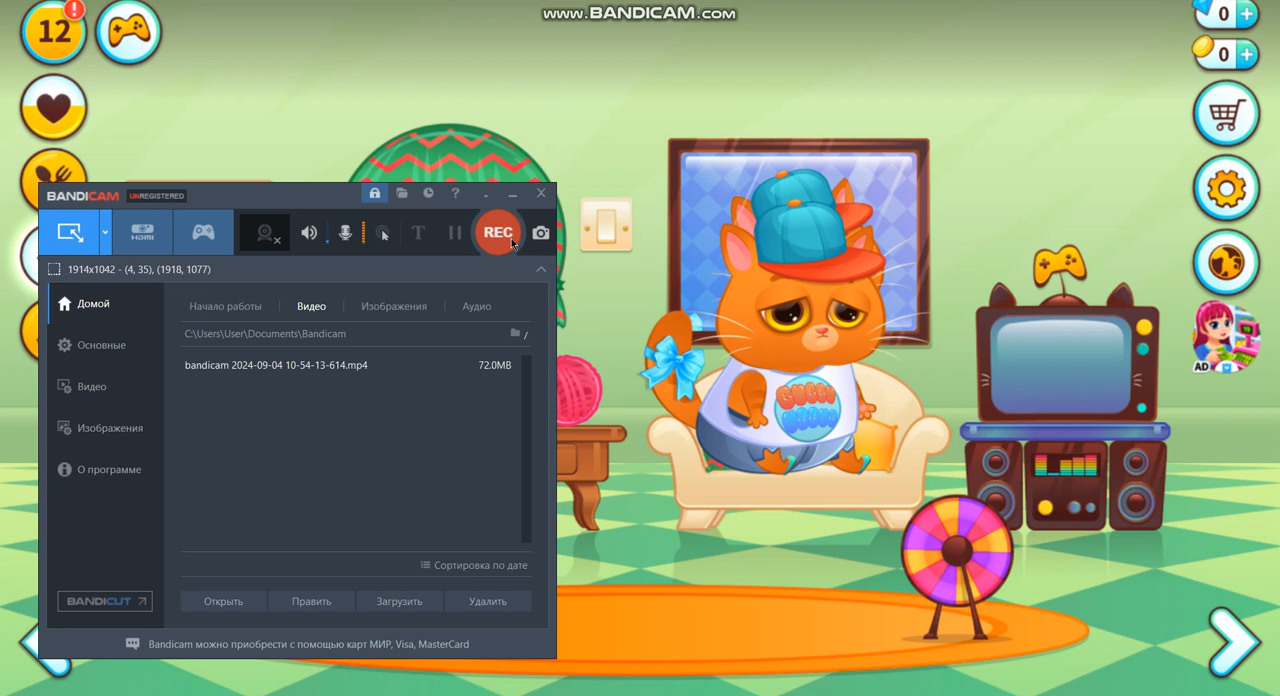 www.BANDICAM.com
12
!
0 +
0 +
BANDICAM UNREGISTERED
?
HDMI
T
REC
1914x1042 - (4, 35), (1918, 1077)
Домой
Основные
Видео
Изображения
О программе
Начало работы Видео Изображения Аудио
C:\Users\User\Documents\Bandicam /
bandicam 2024-09-04 10-54-13-614.mp4 72.0MB
Сортировка по дате
BANDICUT
Открыть Править Загрузить Удалить
Bandicam можно приобрести с помощью карт МИР, Visa, MasterCard
AD